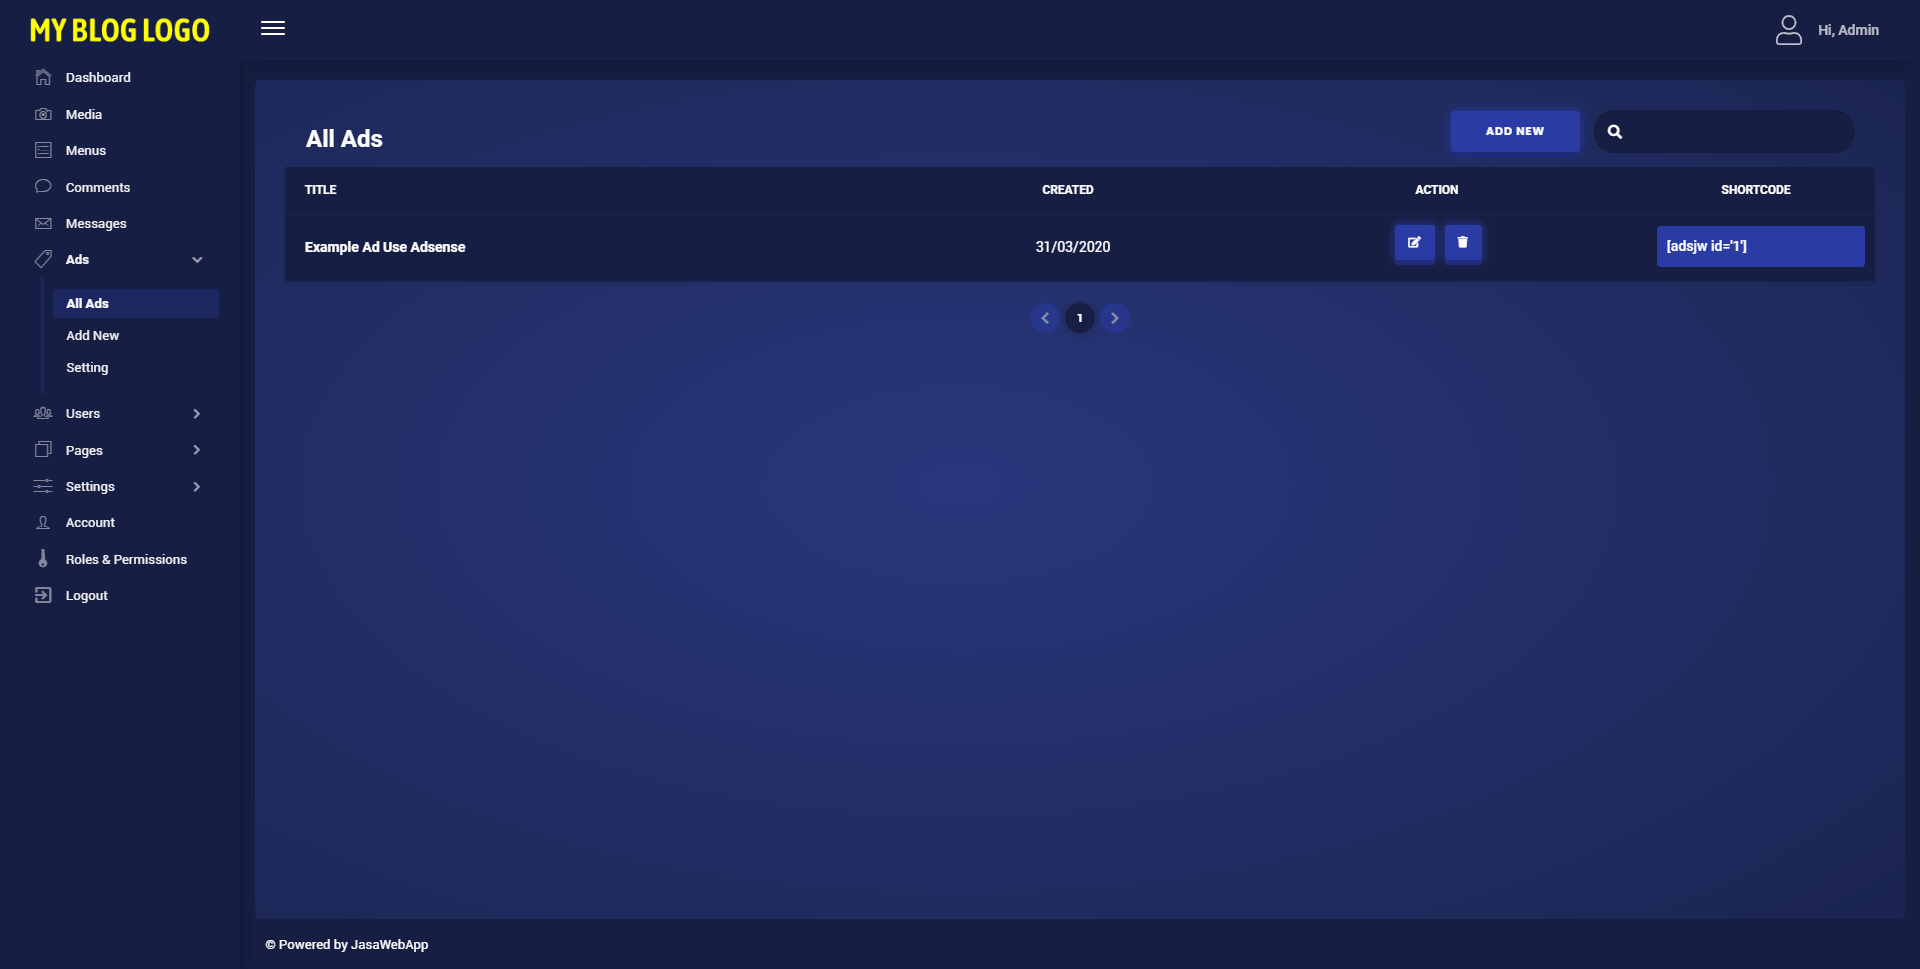 MY BLOG LOGO
Hi, Admin
Dashboard
Media
Menus
Comments
Messages
Ads
All Ads
Add New
Setting
Users
Pages
Settings
Account
Roles & Permissions
Logout
All Ads
ADD NEW
TITLE CREATED ACTION SHORTCODE
Example Ad Use Adsense 31/03/2020 [adsjw id='1']
1
© Powered by JasaWebApp